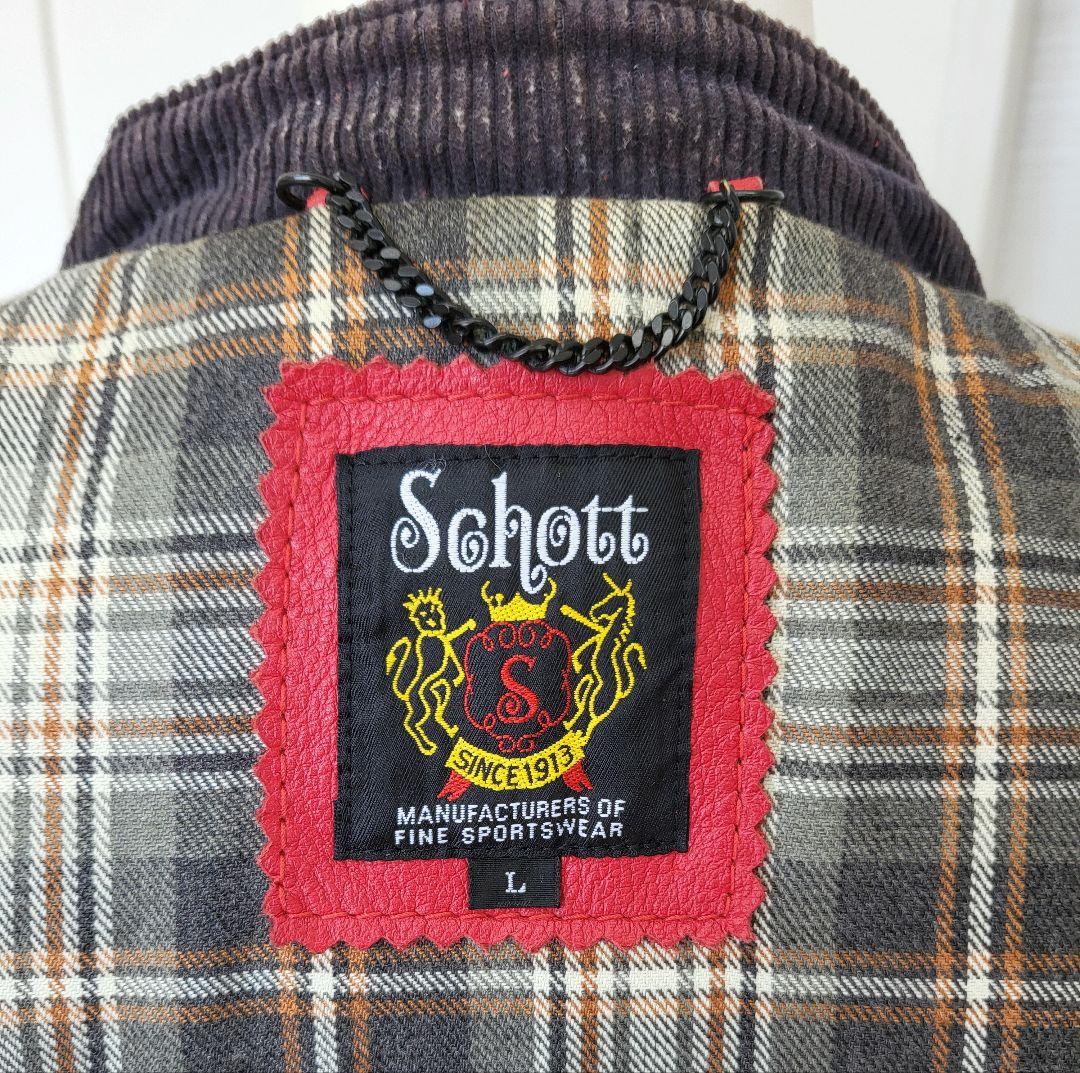 Schott
S
SINCE 1913
MANUFACTURERS OF
FINE SPORTSWEAR
L